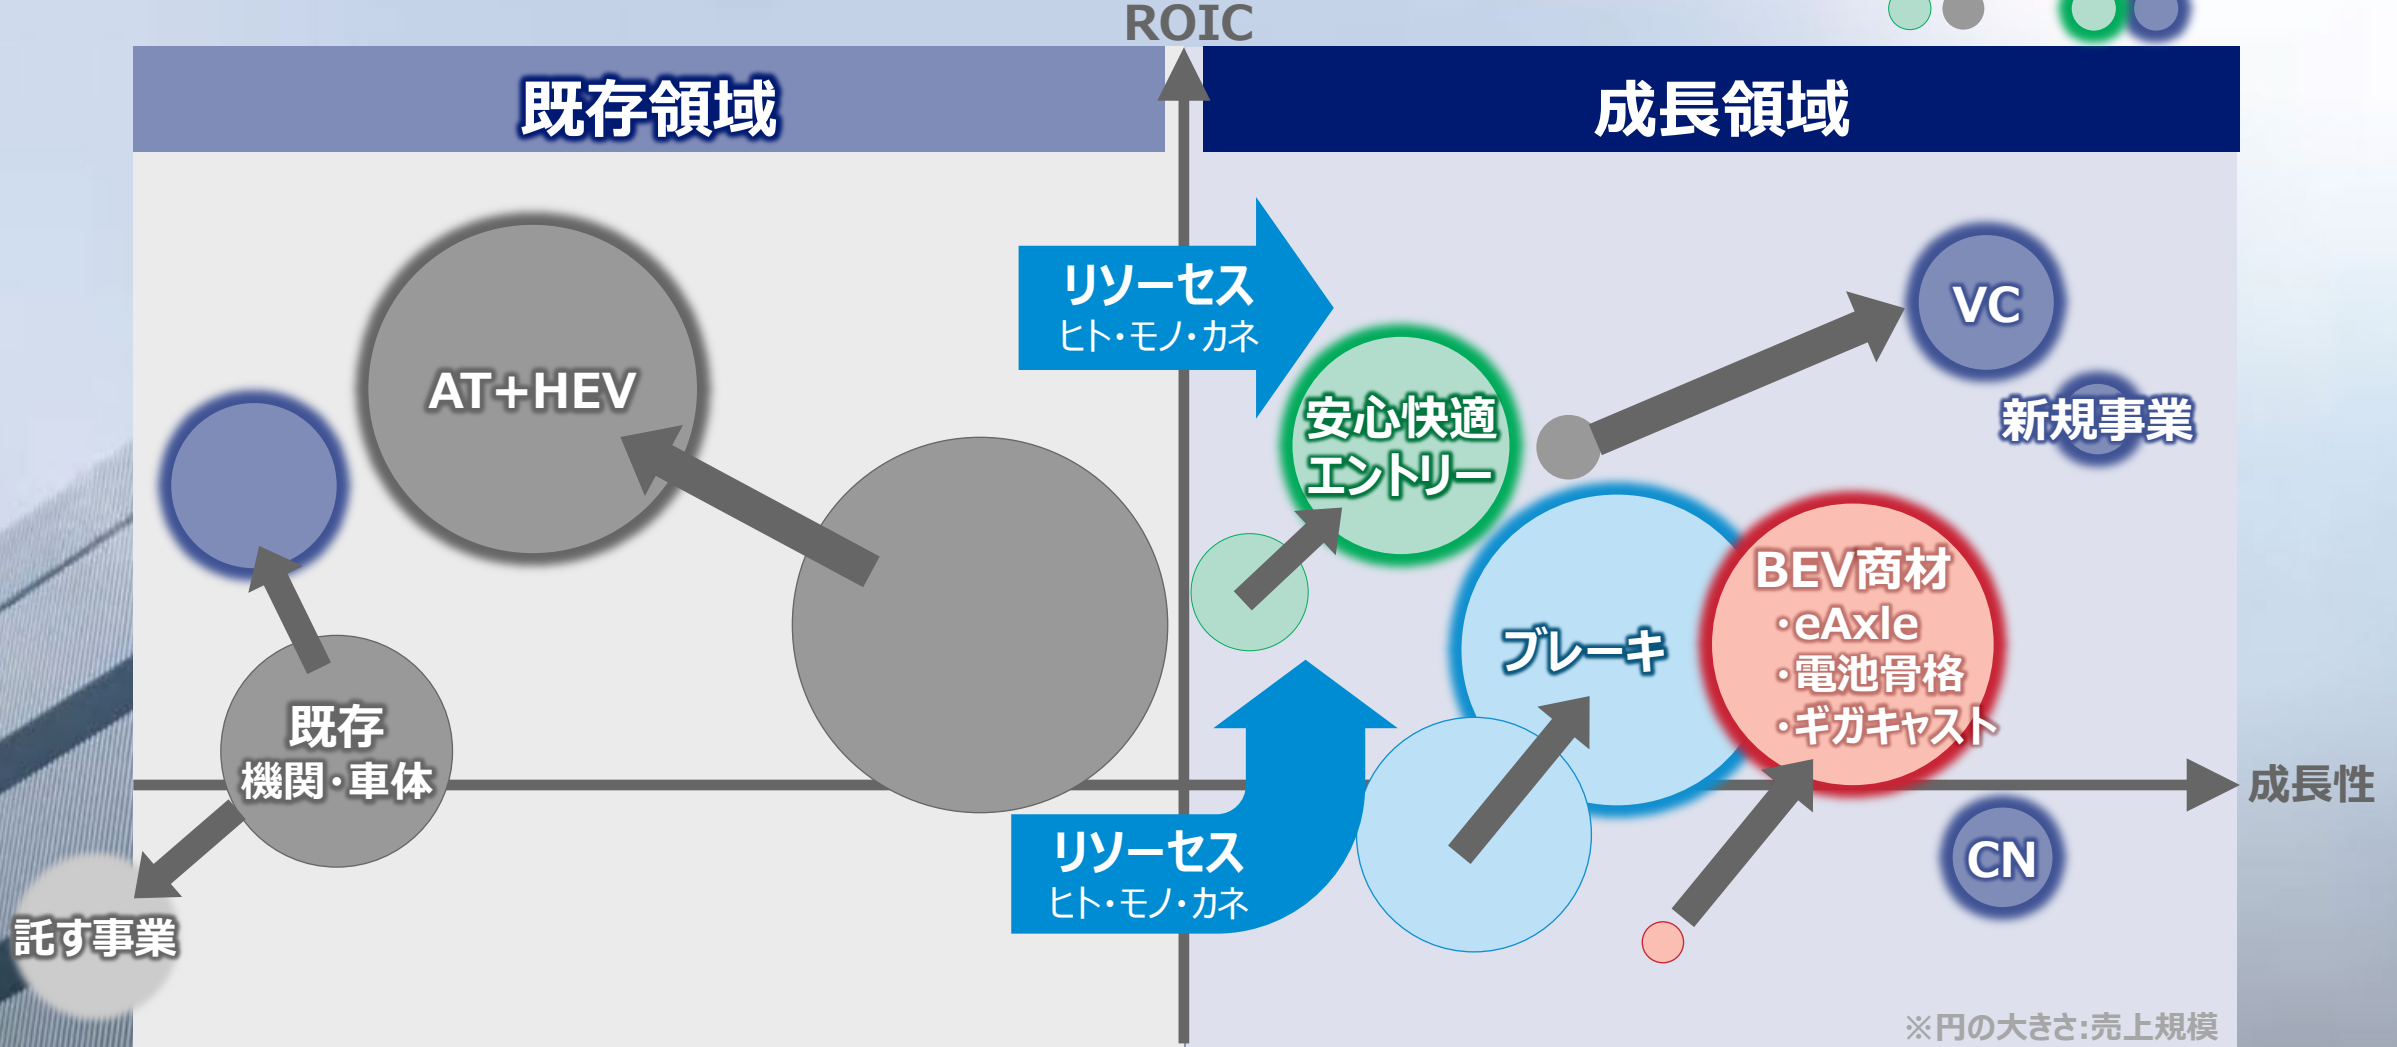 ROIC
既存領域
成長領域
リソーセス
ヒト・モノ・カネ
VC
AT+HEV
安心快適
エントリー
新規事業
BEV商材
・eAxle
・電池骨格
・ギガキャスト
ブレーキ
既存
機関・車体
成長性
リソーセス
ヒト・モノ・カネ
CN
託す事業
※円の大きさ:売上規模